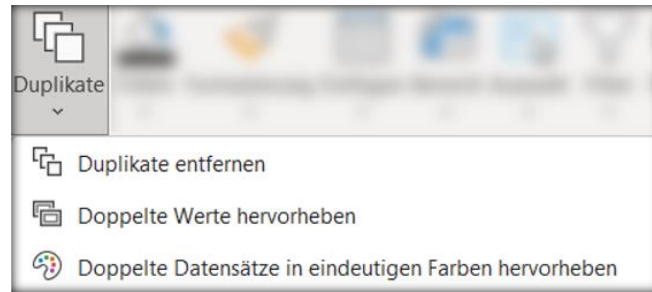 Duplikate
Duplikate entfernen
Doppelte Werte hervorheben
Doppelte Datensätze in eindeutigen Farben hervorheben